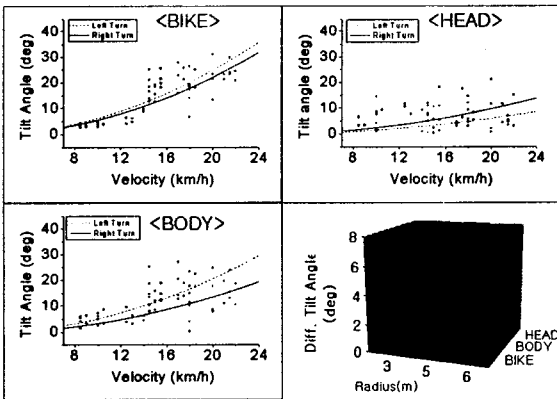 <BIKE>
Left Turn
Right Turn
Tilt Angle (deg)
40
30
20
10
0
8 12 16 20 24
Velocity (km/h)
<HEAD>
Left Turn
Right Turn
Tilt angle (deg)
40
30
20
10
0
8 12 16 20 24
Velocity (km/h)
<BODY>
Left Turn
Right Turn
Tilt Angle (deg)
40
30
20
10
0
8 12 16 20 24
Velocity (km/h)
Diff. Tilt Angle
(deg)
8
6
4
2
0
3 5 6
Radius(m)
HEAD
BODY
BIKE